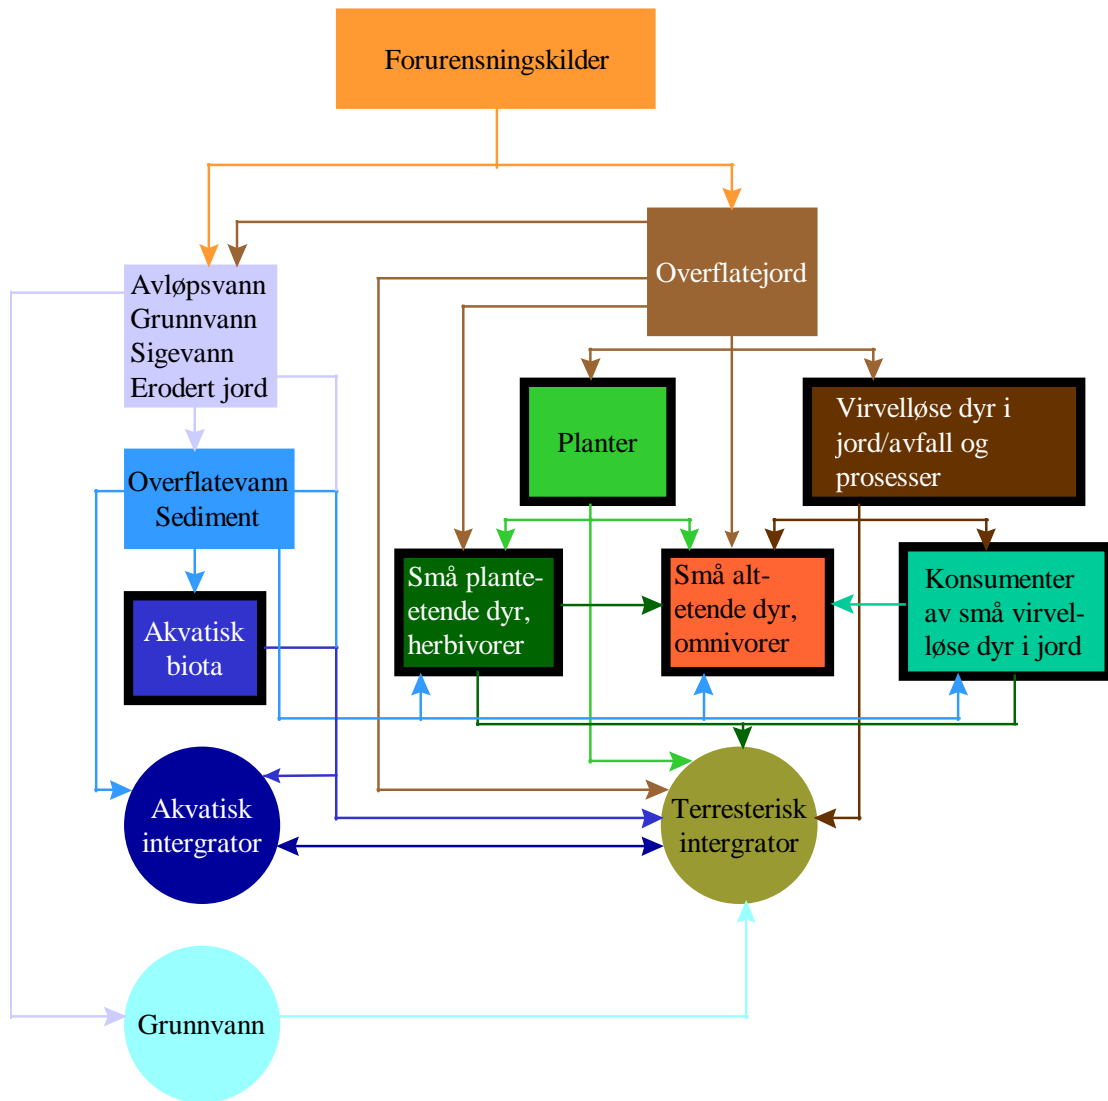 Forurensningskilder
Overflatejord
Avløpsvann
Grunnvann
Sigevann
Erodert jord
Planter
Virvelløse dyr i
jord/avfall og
prosesser
Overflatevann
Sediment
Små plante-
etende dyr,
herbivorer
Små alt-
etende dyr,
omnivorer
Konsumenter
av små virvel-
løse dyr i jord
Akvatisk
biota
Akvatisk
intergrator
Terresterisk
intergrator
Grunnvann